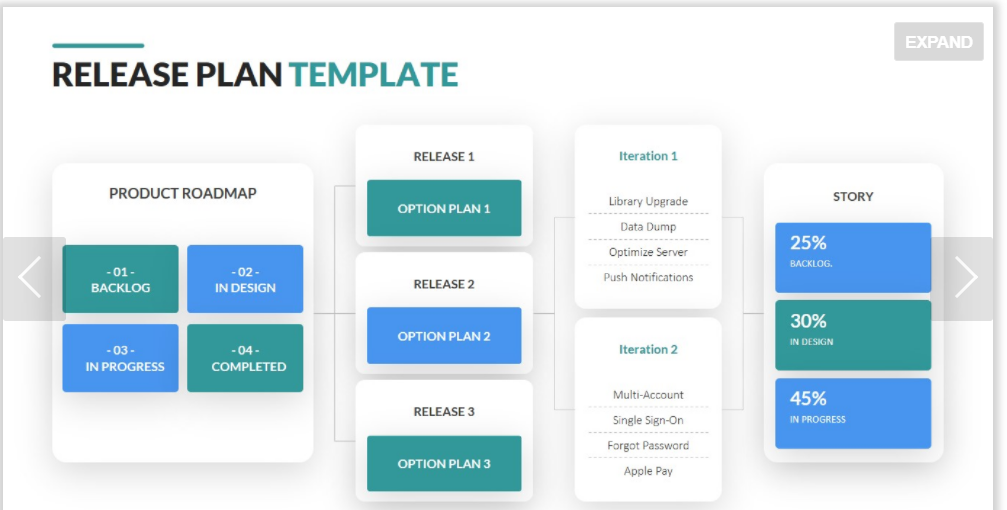 EXPAND
RELEASE PLAN TEMPLATE
PRODUCT ROADMAP
- 01 -
BACKLOG
- 02 -
IN DESIGN
- 03 -
IN PROGRESS
- 04 -
COMPLETED
RELEASE 1
OPTION PLAN 1
RELEASE 2
OPTION PLAN 2
RELEASE 3
OPTION PLAN 3
Iteration 1
Library Upgrade
Data Dump
Optimize Server
Push Notifications
Iteration 2
Multi-Account
Single Sign-On
Forgot Password
Apple Pay
STORY
25%
BACKLOG.
30%
IN DESIGN
45%
IN PROGRESS